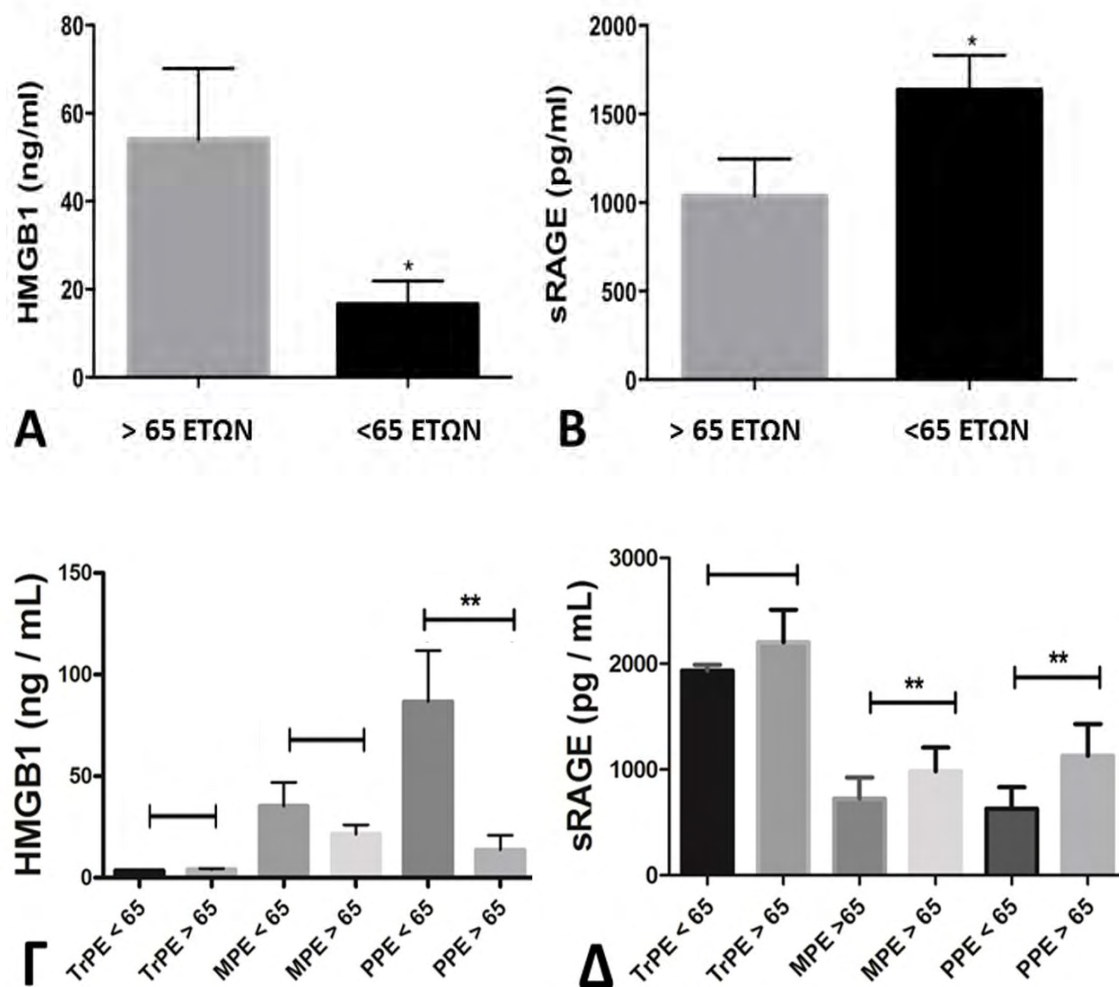 80
60
40
20
0
HMGB1 (ng/ml)
*
> 65 ΕΤΩΝ
<65 ΕΤΩΝ
A
2000
1500
1000
500
0
sRAGE (pg/ml)
*
> 65 ΕΤΩΝ
<65 ΕΤΩΝ
B
150
100
50
0
HMGB1 (ng / mL)
**
TrPE < 65
TrPE > 65
MPE < 65
MPE > 65
PPE < 65
PPE > 65
Γ
3000
2000
1000
0
sRAGE (pg / mL)
**
**
TrPE < 65
TrPE > 65
MPE >65
MPE > 65
PPE < 65
PPE > 65
Δ